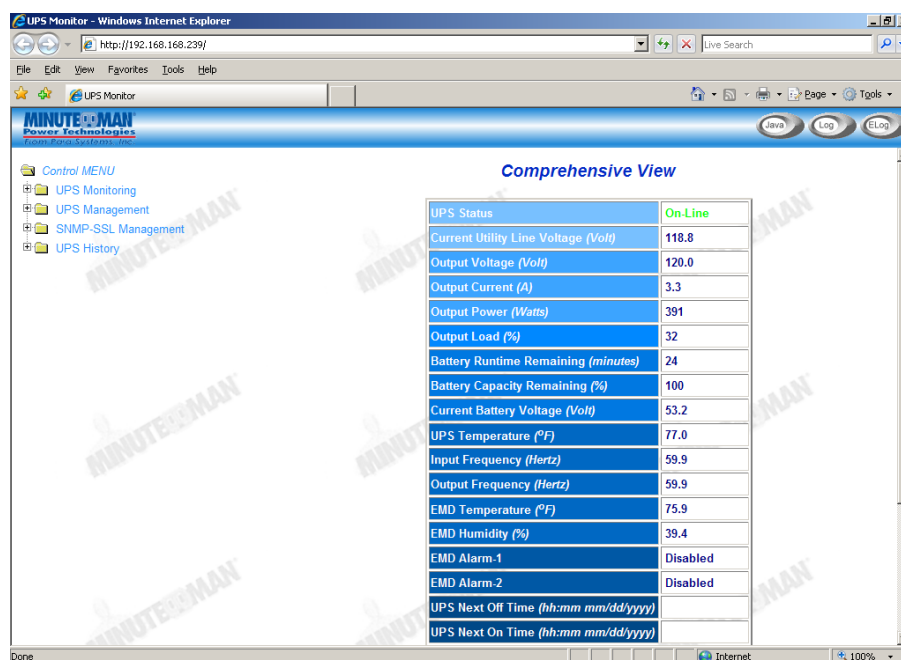 UPS Monitor - Windows Internet Explorer
http://192.168.168.239/
Live Search
File Edit View Favorites Tools Help
UPS Monitor
Page Tools
MINUTEMAN
Power Technologies
from Para Systems, Inc.
Java Log ELog
Control MENU
UPS Monitoring
UPS Management
SNMP-SSL Management
UPS History
Comprehensive View
UPS Status On-Line
Current Utility Line Voltage (Volt) 118.8
Output Voltage (Volt) 120.0
Output Current (A) 3.3
Output Power (Watts) 391
Output Load (%) 32
Battery Runtime Remaining (minutes) 24
Battery Capacity Remaining (%) 100
Current Battery Voltage (Volt) 53.2
UPS Temperature (ºF) 77.0
Input Frequency (Hertz) 59.9
Output Frequency (Hertz) 59.9
EMD Temperature (ºF) 75.9
EMD Humidity (%) 39.4
EMD Alarm-1 Disabled
EMD Alarm-2 Disabled
UPS Next Off Time (hh:mm mm/dd/yyyy)
UPS Next On Time (hh:mm mm/dd/yyyy)
MINUTEMAN
MINUTEMAN
MINUTEMAN
Done
Internet
100%